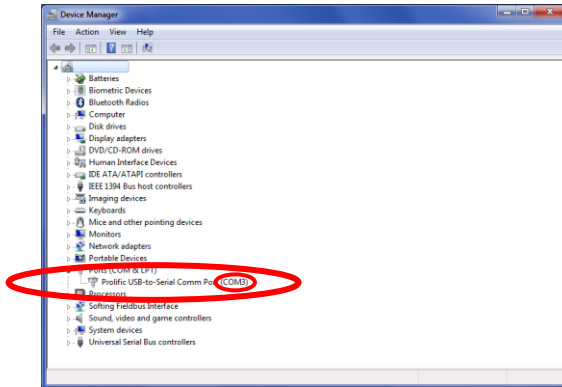 Device Manager
File Action View Help
Batteries
Biometric Devices
Bluetooth Radios
Computer
Disk drives
Display adapters
DVD/CD-ROM drives
Human Interface Devices
IDE ATA/ATAPI controllers
IEEE 1394 Bus host controllers
Imaging devices
Keyboards
Mice and other pointing devices
Monitors
Network adapters
Portable Devices
Ports (COM & LPT)
Prolific USB-to-Serial Comm Port (COM3)
Processors
Softing Fieldbus Interface
Sound, video and game controllers
System devices
Universal Serial Bus controllers